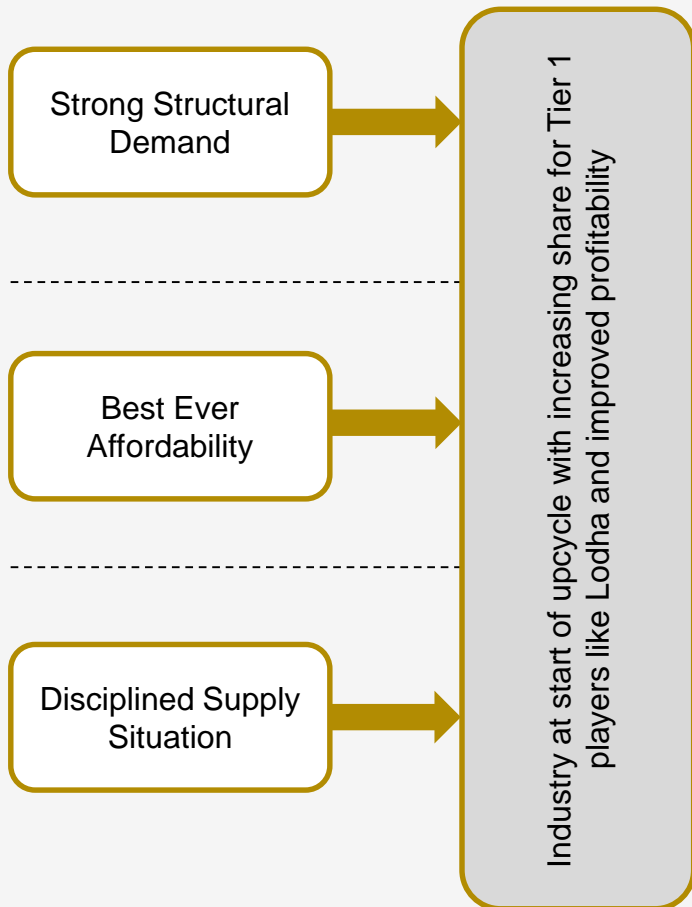 Strong Structural
Demand
Best Ever
Affordability
Disciplined Supply
Situation
Industry at start of upcycle with increasing share for Tier 1
players like Lodha and improved profitability